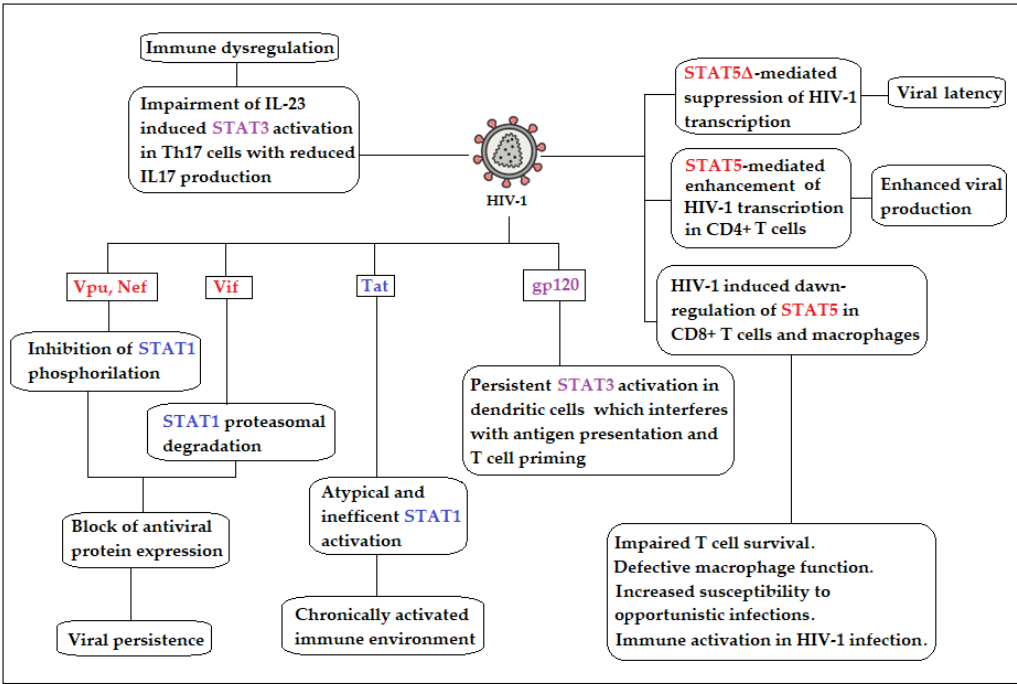 Immune dysregulation
Impairment of IL-23
induced STAT3 activation
in Th17 cells with reduced
IL17 production
HIV-1
STAT5Δ-mediated
suppression of HIV-1
transcription
Viral latency
STAT5-mediated
enhancement of
HIV-1 transcription
in CD4+ T cells
Enhanced viral
production
HIV-1 induced dawn-
regulation of STAT5 in
CD8+ T cells and macrophages
Vpu, Nef
Vif
Tat
gp120
Inhibition of STAT1
phosphorilation
STAT1 proteasomal
degradation
Persistent STAT3 activation in
dendritic cells which interferes
with antigen presentation and
T cell priming
Atypical and
inefficent STAT1
activation
Block of antiviral
protein expression
Viral persistence
Chronically activated
immune environment
Impaired T cell survival.
Defective macrophage function.
Increased susceptibility to
opportunistic infections.
Immune activation in HIV-1 infection.